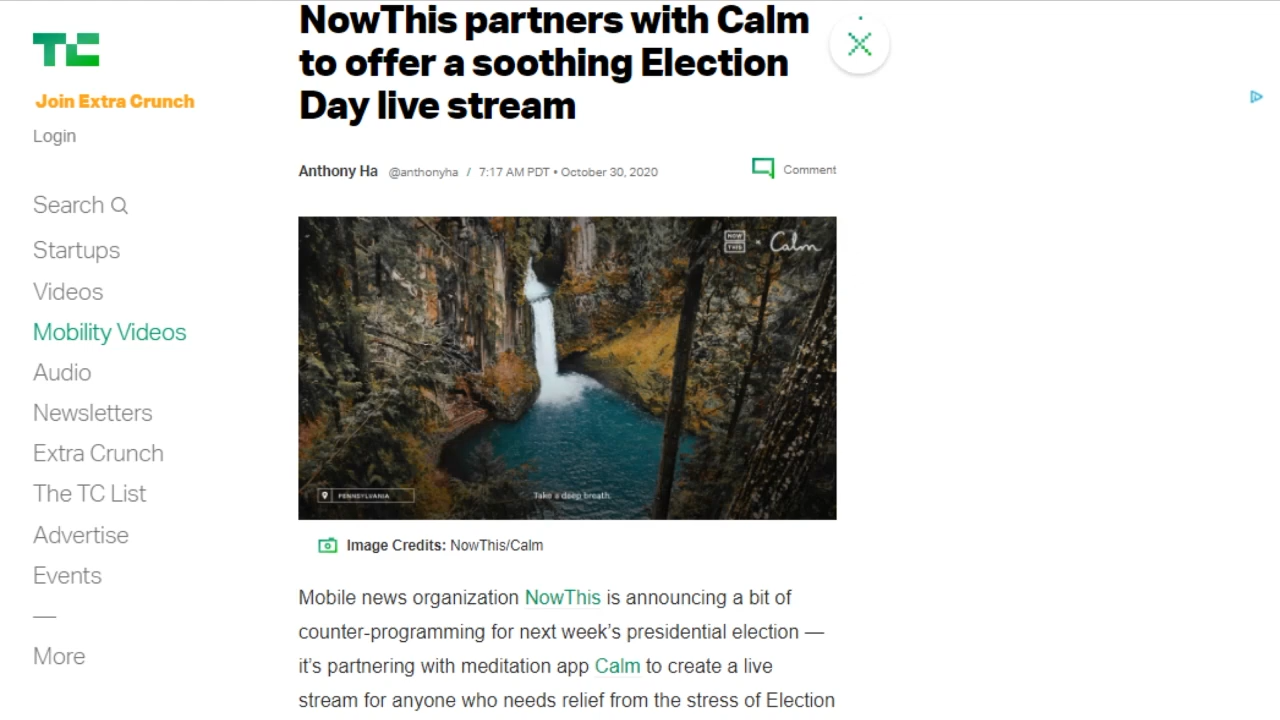 TC
Join Extra Crunch
Login
Search
Startups
Videos
Mobility Videos
Audio
Newsletters
Extra Crunch
The TC List
Advertise
Events
—
More
NowThis partners with Calm
to offer a soothing Election
Day live stream
Anthony Ha @anthonyha / 7:17 AM PDT • October 30, 2020
Comment
NOW THIS × Calm
PENNSYLVANIA
Take a deep breath.
Image Credits: NowThis/Calm
Mobile news organization NowThis is announcing a bit of
counter-programming for next week’s presidential election —
it’s partnering with meditation app Calm to create a live
stream for anyone who needs relief from the stress of Election